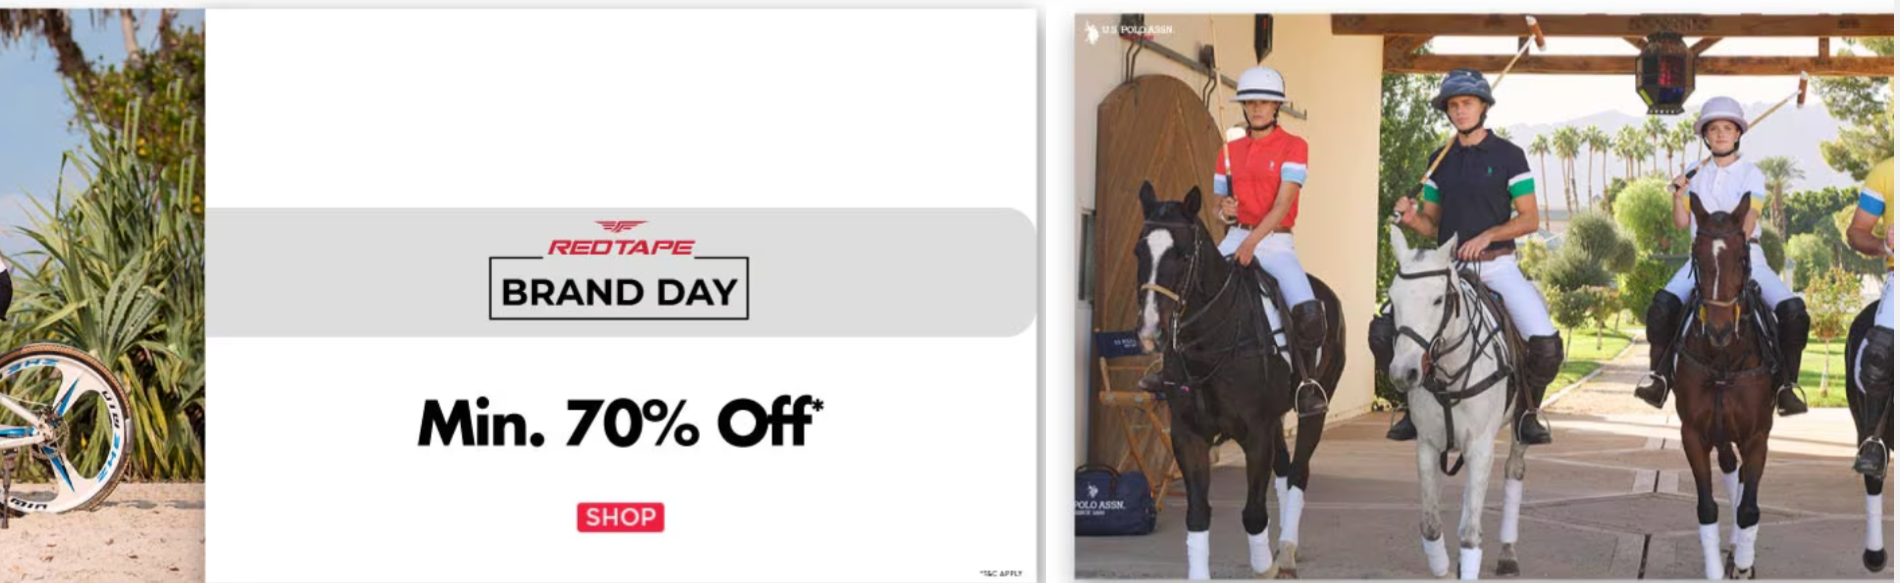 REDTAPE
BRAND DAY
Min. 70% Off*
SHOP
*T&C APPLY
U.S. POLO ASSN.
POLO ASSN.